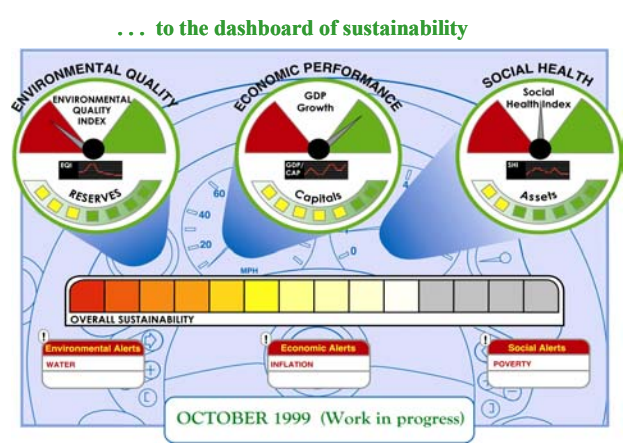 . . . to the dashboard of sustainability
ENVIRONMENTAL QUALITY
ECONOMIC PERFORMANCE
SOCIAL HEALTH
ENVIRONMENTAL
QUALITY
INDEX
EQI
RESERVES
GDP
Growth
GDP/
CAP
Capitals
Social
Health Index
SHI
Assets
60
40
20
MPH
4
0
OVERALL SUSTAINABILITY
! Environmental Alerts
WATER
! Economic Alerts
INFLATION
! Social Alerts
POVERTY
OCTOBER 1999 (Work in progress)